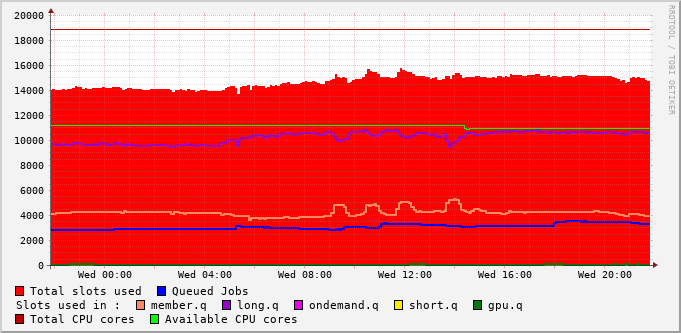 20000
18000
16000
14000
12000
10000
8000
6000
4000
2000
0
Wed 00:00 Wed 04:00 Wed 08:00 Wed 12:00 Wed 16:00 Wed 20:00
RRDTOOL / TOBI OETIKER
Total slots used Queued Jobs
Slots used in : member.q long.q ondemand.q short.q gpu.q
Total CPU cores Available CPU cores